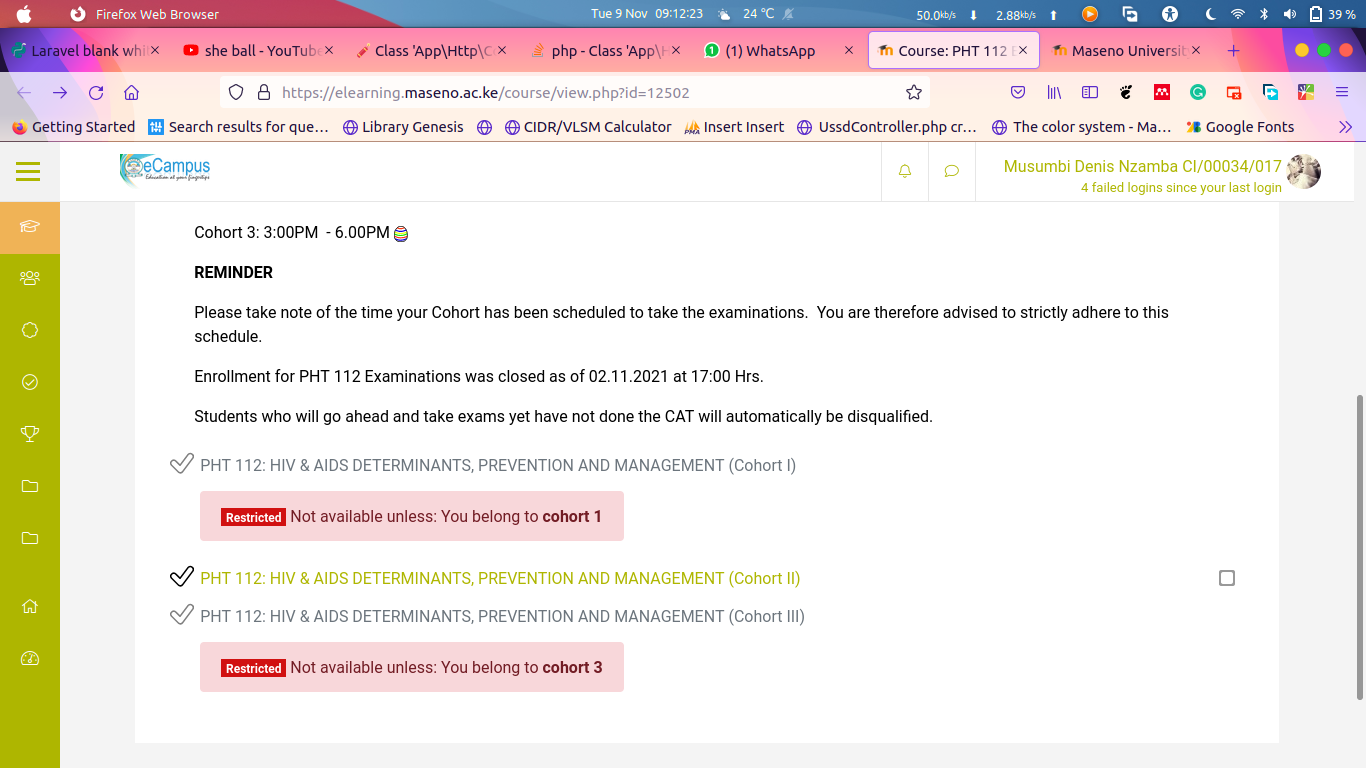 Firefox Web Browser
Tue 9 Nov 09:12:23
24 °C
50.0kb/s
2.88kb/s
39 %
Laravel blank whi
she ball - YouTube
Class 'App\Http\C
php - Class 'App\H
(1) WhatsApp
Course: PHT 112 E
Maseno Universit
https://elearning.maseno.ac.ke/course/view.php?id=12502
Getting Started
Search results for que...
Library Genesis
CIDR/VLSM Calculator
PMA
Insert Insert
UssdController.php cr...
The color system - Ma...
Google Fonts
eCampus
Education at your fingertips
Musumbi Denis Nzamba CI/00034/017
4 failed logins since your last login
Cohort 3: 3:00PM - 6.00PM
REMINDER
Please take note of the time your Cohort has been scheduled to take the examinations. You are therefore advised to strictly adhere to this
schedule.
Enrollment for PHT 112 Examinations was closed as of 02.11.2021 at 17:00 Hrs.
Students who will go ahead and take exams yet have not done the CAT will automatically be disqualified.
PHT 112: HIV & AIDS DETERMINANTS, PREVENTION AND MANAGEMENT (Cohort I)
Restricted Not available unless: You belong to cohort 1
PHT 112: HIV & AIDS DETERMINANTS, PREVENTION AND MANAGEMENT (Cohort II)
PHT 112: HIV & AIDS DETERMINANTS, PREVENTION AND MANAGEMENT (Cohort III)
Restricted Not available unless: You belong to cohort 3